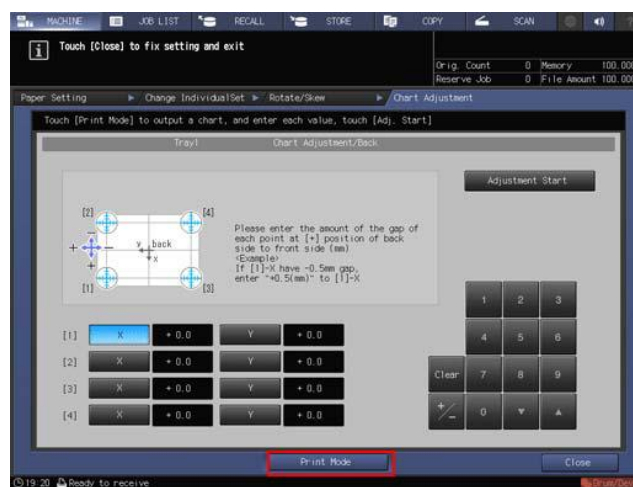 MACHINE JOB LIST RECALL STORE COPY SCAN
Touch [Close] to fix setting and exit
Orig. Count 0 Memory 100.00
Reserve Job 0 File Amount 100.00
Paper Setting Change IndividualSet Rotate/Skew Chart Adjustment
Touch [Print Mode] to output a chart, and enter each value, touch [Adj. Start]
Tray1 Chart Adjustment/Back
Adjustment Start
[2] [4]
Please enter the amount of the gap of
each point at [+] position of back
side to front side (mm)
<Example>
If [1]-X have -0.5mm gap,
enter "+0.5(mm)" to [1]-X
- + - +
y back
x
[1] [3]
1 2 3
[1] X + 0.0 Y + 0.0
4 5 6
[2] X + 0.0 Y + 0.0
Clear 7 8 9
[3] X + 0.0 Y + 0.0
+/- 0 ▼ ▲
[4] X + 0.0 Y + 0.0
Print Mode Close
19:20 Ready to receive Drum/Dev